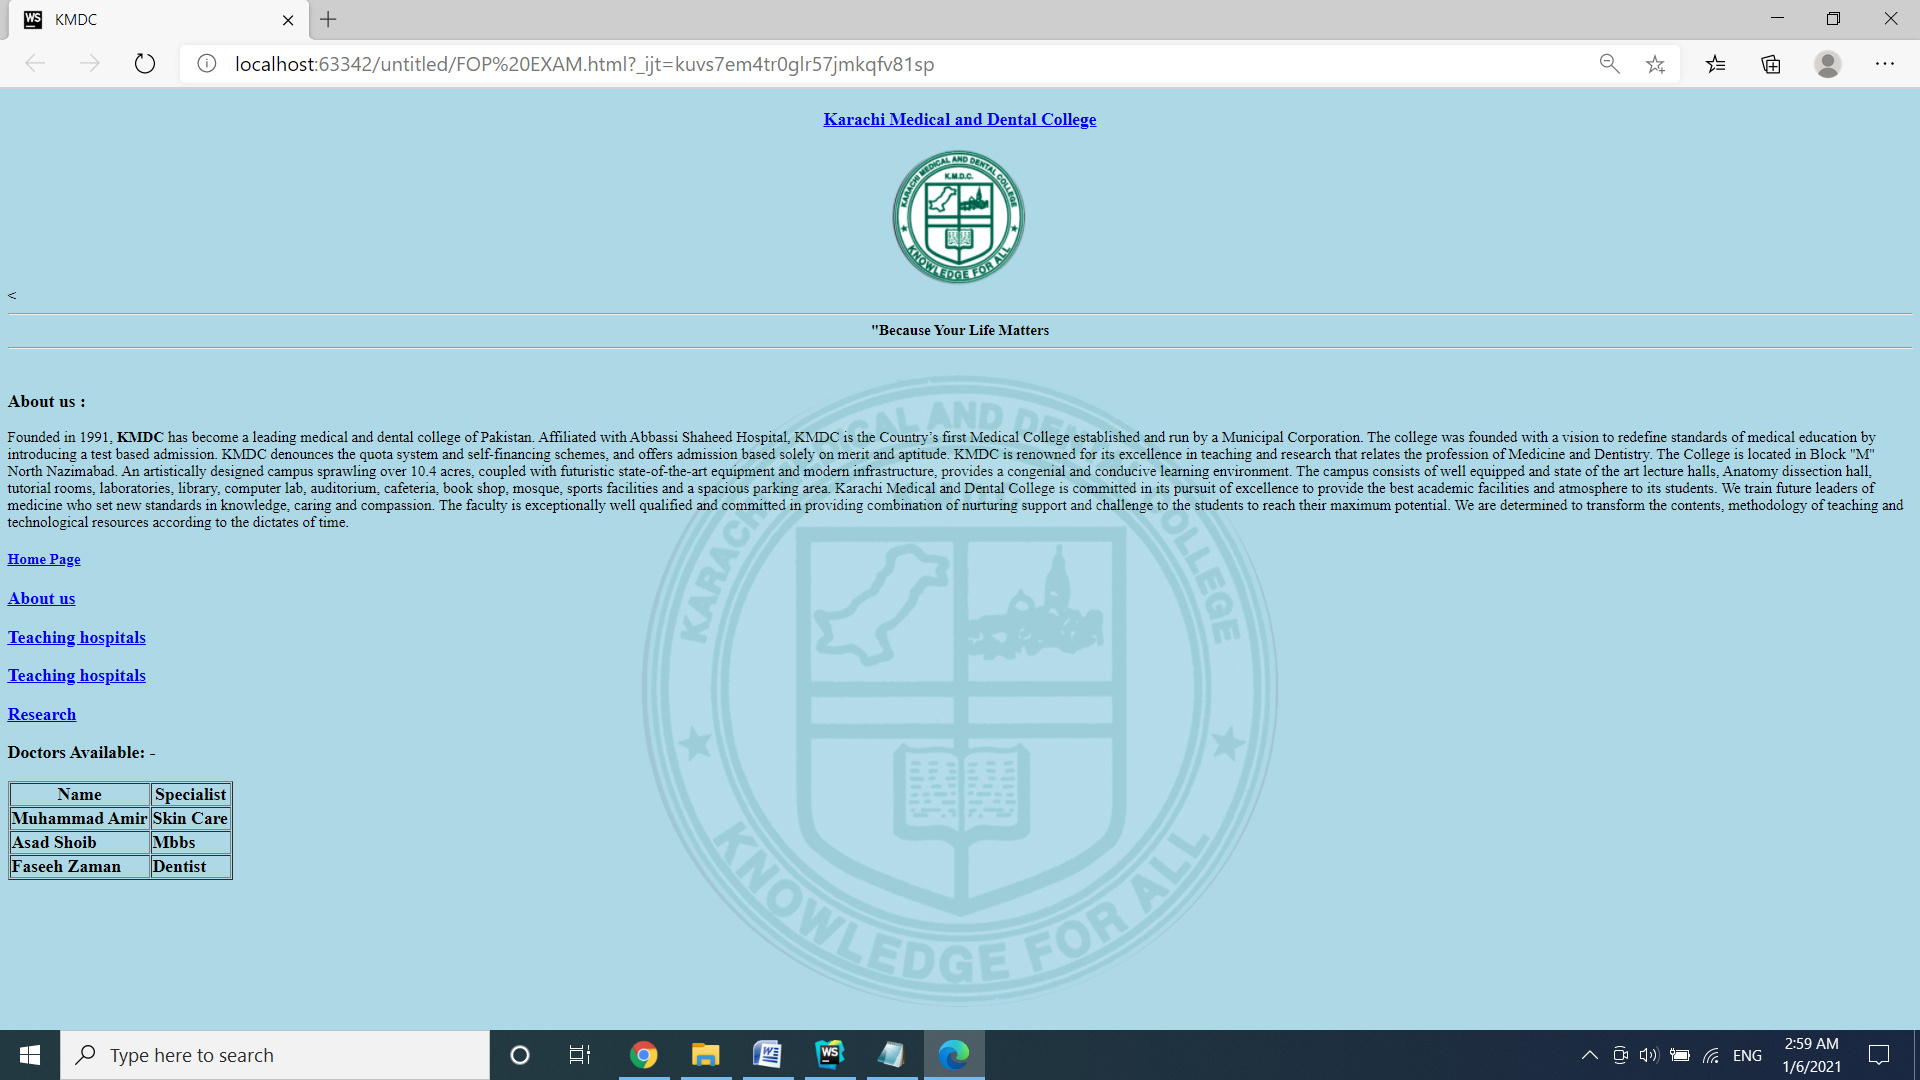 KMDC
localhost:63342/untitled/FOP%20EXAM.html?_ijt=kuvs7em4tr0glr57jmkqfv81sp
Karachi Medical and Dental College
KARACHI MEDICAL AND DENTAL COLLEGE
K.M.D.C.
KNOWLEDGE FOR ALL
<
"Because Your Life Matters
About us :
Founded in 1991, KMDC has become a leading medical and dental college of Pakistan. Affiliated with Abbassi Shaheed Hospital, KMDC is the Country`s first Medical College established and run by a Municipal Corporation. The college was founded with a vision to redefine standards of medical education by
introducing a test based admission. KMDC denounces the quota system and self-financing schemes, and offers admission based solely on merit and aptitude. KMDC is renowned for its excellence in teaching and research that relates the profession of Medicine and Dentistry. The College is located in Block "M"
North Nazimabad. An artistically designed campus sprawling over 10.4 acres, coupled with futuristic state-of-the-art equipment and modern infrastructure, provides a congenial and conducive learning environment. The campus consists of well equipped and state of the art lecture halls, Anatomy dissection hall,
tutorial rooms, laboratories, library, computer lab, auditorium, cafeteria, book shop, mosque, sports facilities and a spacious parking area. Karachi Medical and Dental College is committed in its pursuit of excellence to provide the best academic facilities and atmosphere to its students. We train future leaders of
medicine who set new standards in knowledge, caring and compassion. The faculty is exceptionally well qualified and committed in providing combination of nurturing support and challenge to the students to reach their maximum potential. We are determined to transform the contents, methodology of teaching and
technological resources according to the dictates of time.
Home Page
About us
Teaching hospitals
Teaching hospitals
Research
Doctors Available: -
Name Specialist
Muhammad Amir Skin Care
Asad Shoib Mbbs
Faseeh Zaman Dentist
KARACHI MEDICAL AND DENTAL COLLEGE
KNOWLEDGE FOR ALL
Type here to search
ENG
2:59 AM
1/6/2021